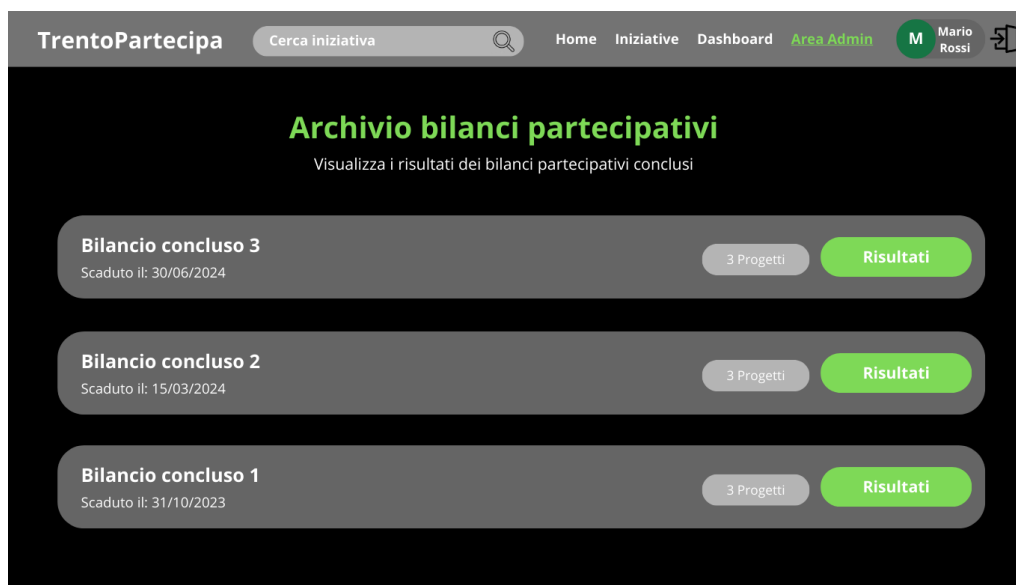 TrentoPartecipa
Cerca iniziativa
Home Iniziative Dashboard Area Admin
M
Mario
Rossi
Archivio bilanci partecipativi
Visualizza i risultati dei bilanci partecipativi conclusi
Bilancio concluso 3
Scaduto il: 30/06/2024
3 Progetti
Risultati
Bilancio concluso 2
Scaduto il: 15/03/2024
3 Progetti
Risultati
Bilancio concluso 1
Scaduto il: 31/10/2023
3 Progetti
Risultati